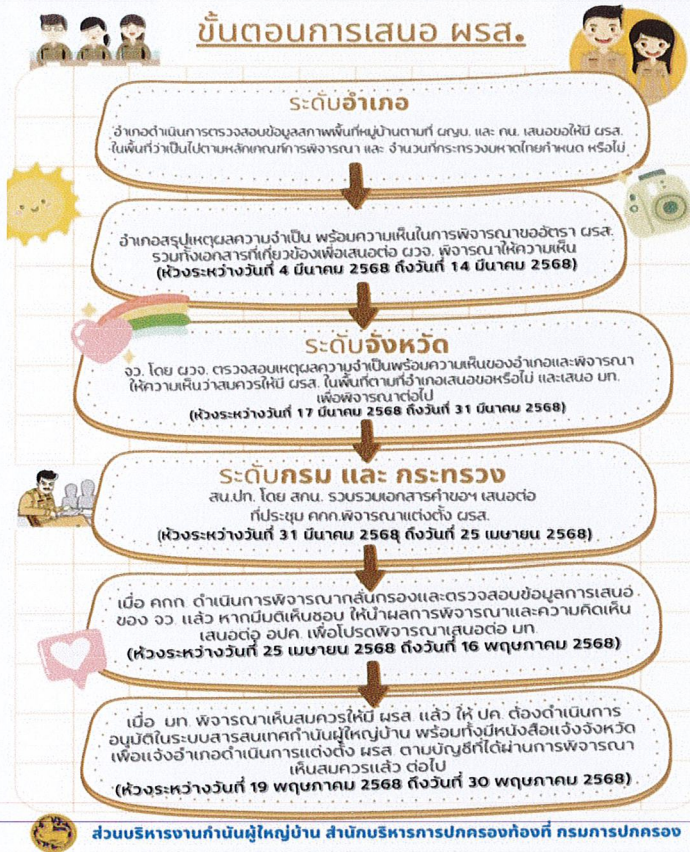 ขั้นตอนการเสนอ ผรส.
ระดับอำเภอ
อำเภอดำเนินการตรวจสอบข้อมูลสภาพพื้นที่หมู่บ้านตามที่ ผญบ. และ กน. เสนอขอให้มี ผรส.
ในพื้นที่ว่าเป็นไปตามหลักเกณฑ์การพิจารณา และ จำนวนที่กระทรวงมหาดไทยกำหนด หรือไม่
อำเภอสรุปเหตุผลความจำเป็น พร้อมความเห็นในการพิจารณาขออัตรา ผรส.
รวมทั้งเอกสารที่เกี่ยวข้องเพื่อเสนอต่อ ผวจ. พิจารณาให้ความเห็น
(ห้วงระหว่างวันที่ 4 มีนาคม 2568 ถึงวันที่ 14 มีนาคม 2568)
ระดับจังหวัด
จว. โดย ผวจ. ตรวจสอบเหตุผลความจำเป็นพร้อมความเห็นของอำเภอและพิจารณา
ให้ความเห็นว่าสมควรให้มี ผรส. ในพื้นที่ตามที่อำเภอเสนอขอหรือไม่ และเสนอ มท.
เพื่อพิจารณาต่อไป
(ห้วงระหว่างวันที่ 17 มีนาคม 2568 ถึงวันที่ 31 มีนาคม 2568)
ระดับกรม และ กระทรวง
สน.ปท. โดย สกน. รวบรวมเอกสารคำขอฯ เสนอต่อ
ที่ประชุม คกก.พิจารณาแต่งตั้ง ผรส.
(ห้วงระหว่างวันที่ 31 มีนาคม 2568 ถึงวันที่ 25 เมษายน 2568)
เมื่อ คกก. ดำเนินการพิจารณากลั่นกรองและตรวจสอบข้อมูลการเสนอ
ของ จว. แล้ว หากมีมติเห็นชอบ ให้นำผลการพิจารณาและความคิดเห็น
เสนอต่อ อปค. เพื่อโปรดพิจารณาเสนอต่อ มท.
(ห้วงระหว่างวันที่ 25 เมษายน 2568 ถึงวันที่ 16 พฤษภาคม 2568)
เมื่อ มท. พิจารณาเห็นสมควรให้มี ผรส. แล้ว ให้ ปค. ต้องดำเนินการ
อนุมัติในระบบสารสนเทศกำนันผู้ใหญ่บ้าน พร้อมทั้งมีหนังสือแจ้งจังหวัด
เพื่อแจ้งอำเภอดำเนินการแต่งตั้ง ผรส. ตามบัญชีที่ได้ผ่านการพิจารณา
เห็นสมควรแล้ว ต่อไป
(ห้วงระหว่างวันที่ 19 พฤษภาคม 2568 ถึงวันที่ 30 พฤษภาคม 2568)
ส่วนบริหารงานกำนันผู้ใหญ่บ้าน สำนักบริหารการปกครองท้องที่ กรมการปกครอง